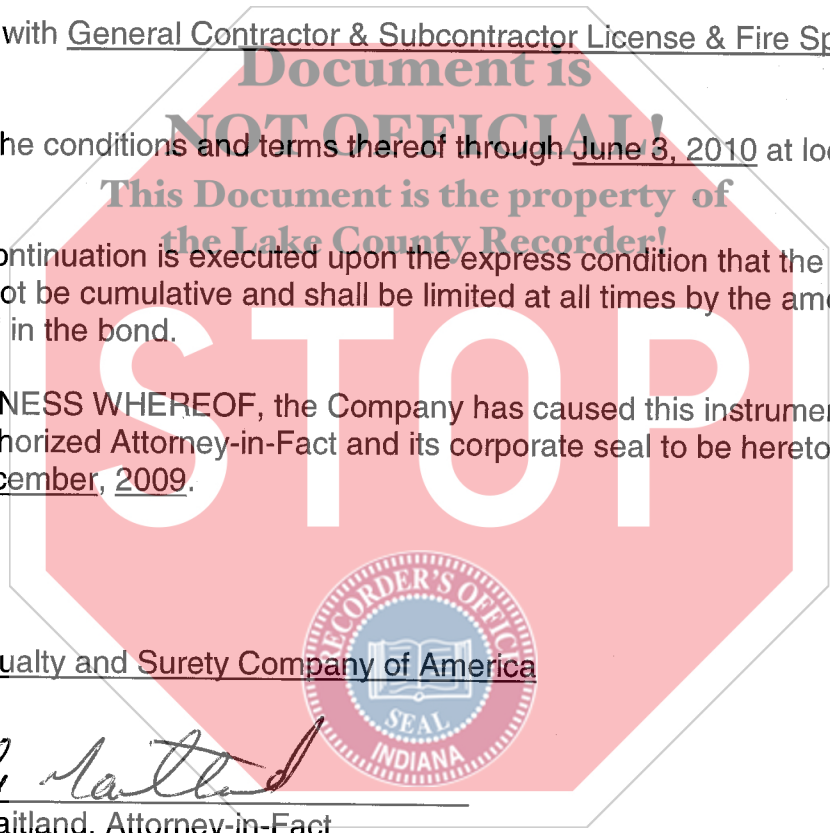 with General Contractor & Subcontractor License & Fire Sp
Document is
NOT OFFICIAL!
he conditions and terms thereof through June 3, 2010 at loc
This Document is the property of
the Lake County Recorder!
ontinuation is executed upon the express condition that the
ot be cumulative and shall be limited at all times by the amo
in the bond.
STOP
NESS WHEREOF, the Company has caused this instrumen
horized Attorney-in-Fact and its corporate seal to be hereto
cember, 2009.
RECORDER'S OFFICE
SEAL
INDIANA
ualty and Surety Company of America
Maitland
aitland, Attorney-in-Fact